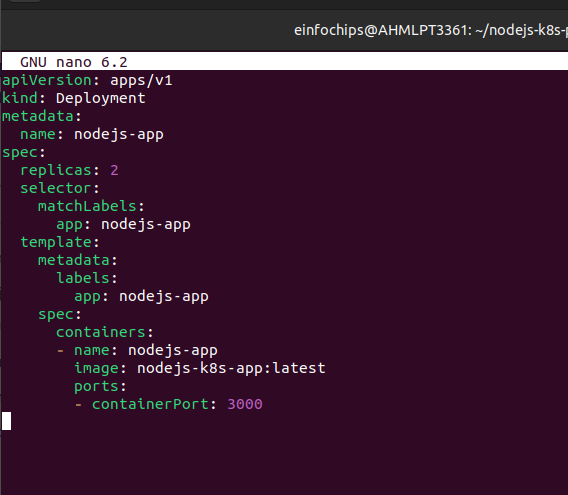 einfochips@AHMLPT3361: ~/nodejs-k8s-p
GNU nano 6.2
apiVersion: apps/v1
kind: Deployment
metadata:
  name: nodejs-app
spec:
  replicas: 2
  selector:
    matchLabels:
      app: nodejs-app
  template:
    metadata:
      labels:
        app: nodejs-app
    spec:
      containers:
      - name: nodejs-app
        image: nodejs-k8s-app:latest
        ports:
        - containerPort: 3000